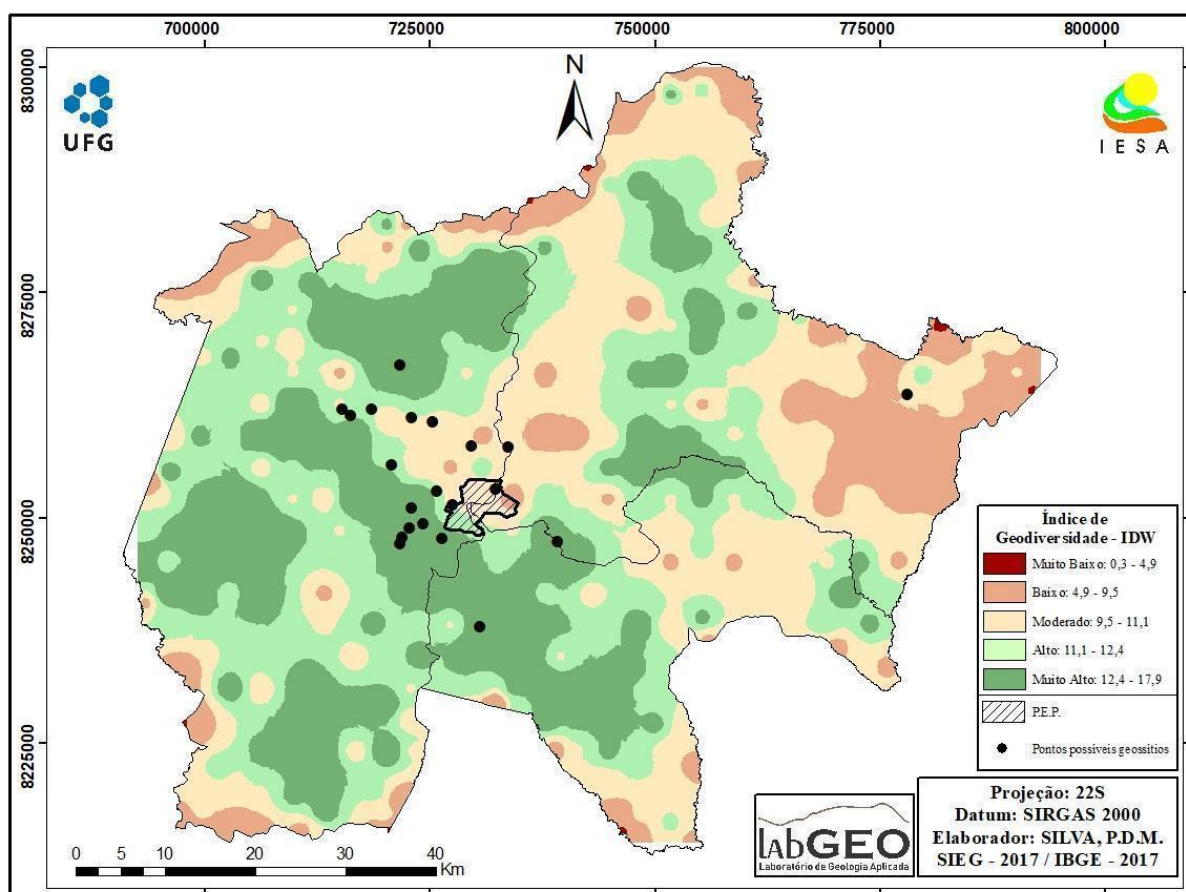 700000 725000 750000 775000 800000
8300000
8275000
8250000
8225000
UFG
N
IESA
Índice de
Geodiversidade - IDW
Muito Baixo: 0,3 - 4,9
Baixo: 4,9 - 9,5
Moderado: 9,5 - 11,1
Alto: 11,1 - 12,4
Muito Alto: 12,4 - 17,9
P.E.P.
Pontos possíveis geossítios
0 5 10 20 30 40
Km
LabGEO
Laboratório de Geologia Aplicada
Projeção: 22S
Datum: SIRGAS 2000
Elaborador: SILVA, P.D.M.
SIEG - 2017 / IBGE - 2017